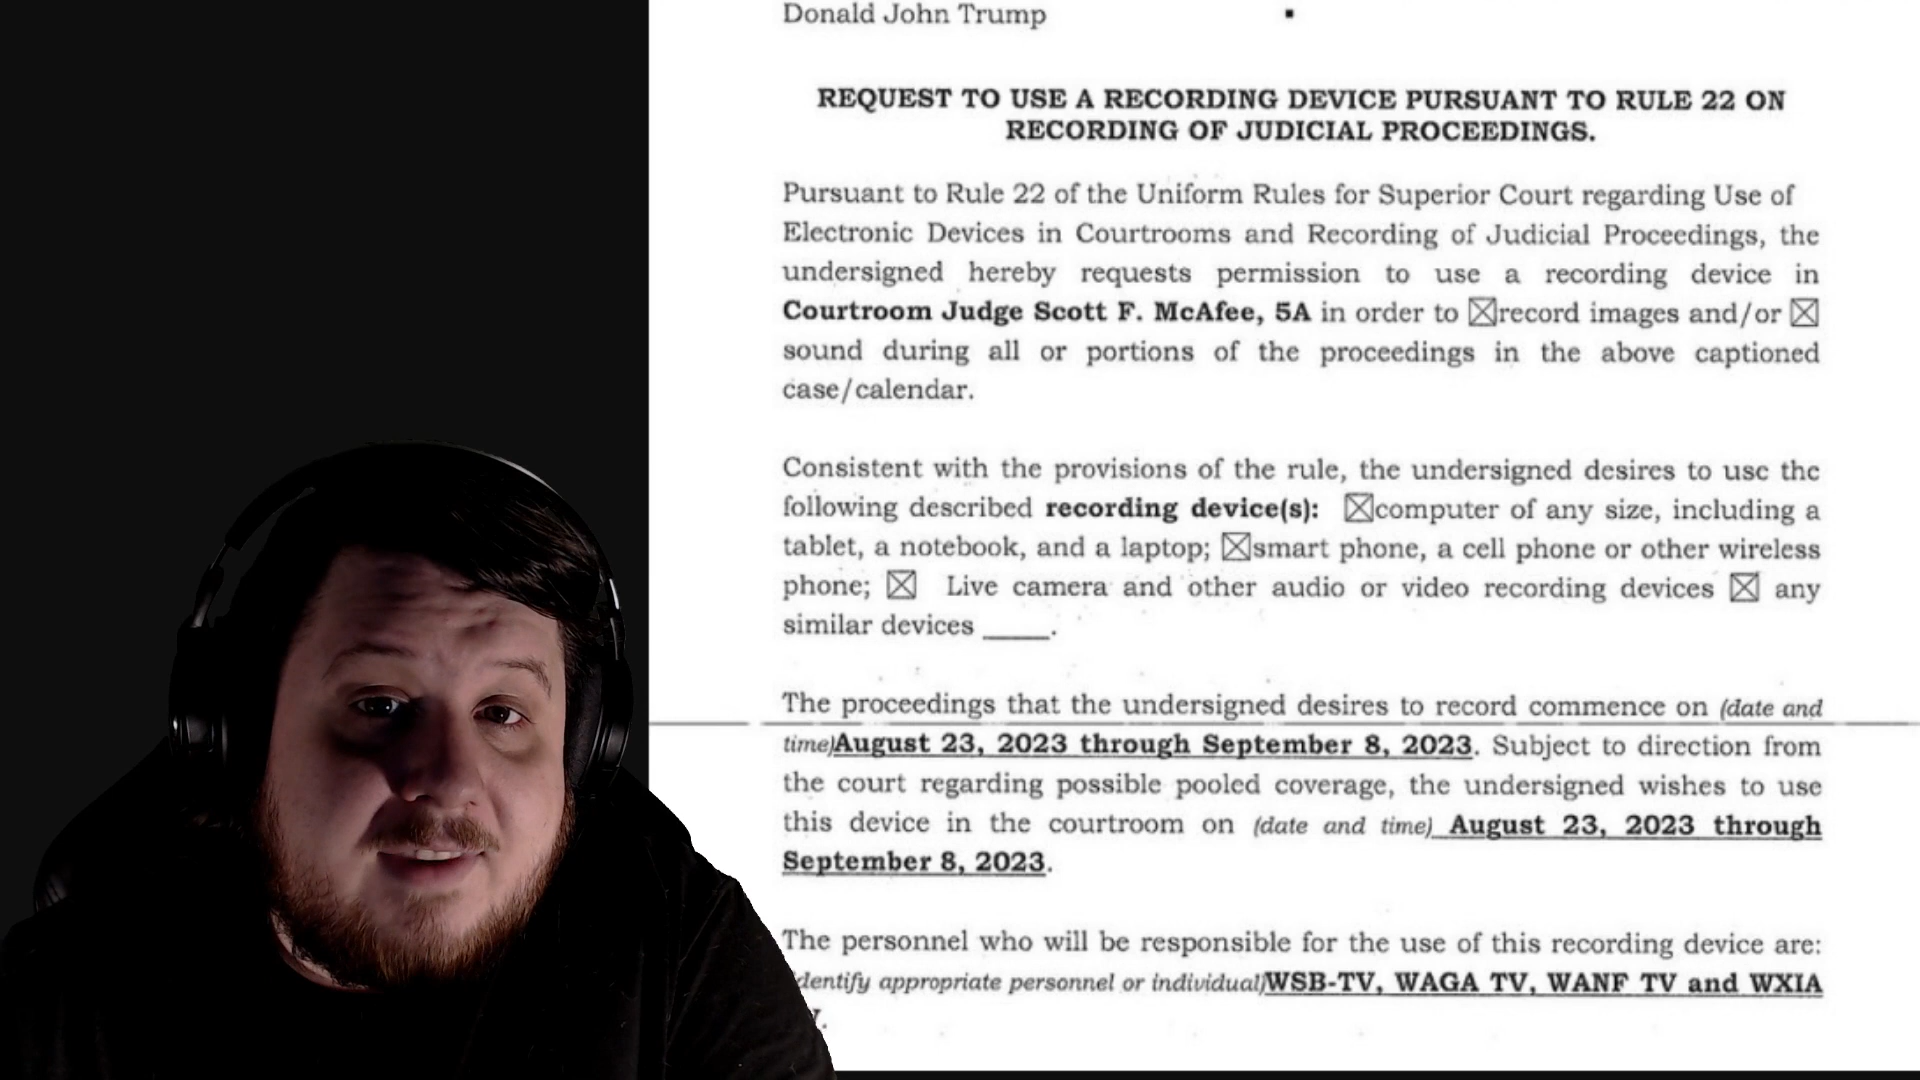 Donald John Trump
REQUEST TO USE A RECORDING DEVICE PURSUANT TO RULE 22 ON
RECORDING OF JUDICIAL PROCEEDINGS.
Pursuant to Rule 22 of the Uniform Rules for Superior Court regarding Use of
Electronic Devices in Courtrooms and Recording of Judicial Proceedings, the
undersigned hereby requests permission to use a recording device in
Courtroom Judge Scott F. McAfee, 5A in order to ☒record images and/or ☒
sound during all or portions of the proceedings in the above captioned
case/calendar.
Consistent with the provisions of the rule, the undersigned desires to use the
following described recording device(s): ☒computer of any size, including a
tablet, a notebook, and a laptop; ☒smart phone, a cell phone or other wireless
phone; ☒ Live camera and other audio or video recording devices ☒ any
similar devices ____.
The proceedings that the undersigned desires to record commence on (date and
time)August 23, 2023 through September 8, 2023. Subject to direction from
the court regarding possible pooled coverage, the undersigned wishes to use
this device in the courtroom on (date and time) August 23, 2023 through
September 8, 2023.
The personnel who will be responsible for the use of this recording device are:
dentify appropriate personnel or individual)WSB-TV, WAGA TV, WANF TV and WXIA